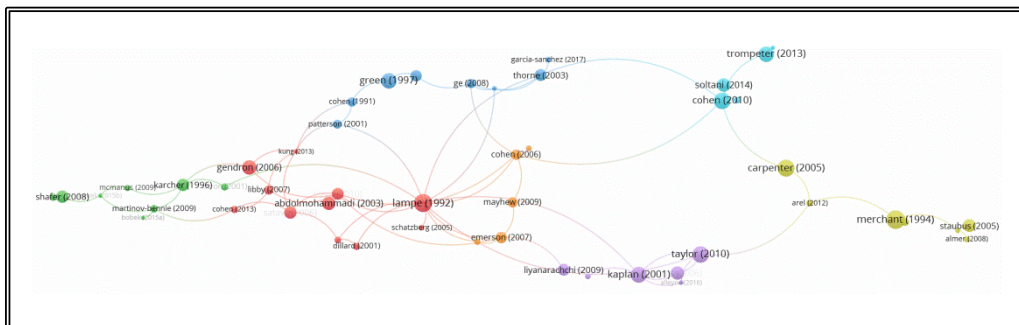 trompeter (2013)
garcia-sanchez (2017)
thorne (2003)
green (1997)
ge (2008)
soltani (2014)
cohen (2010)
cohen (1991)
patterson (2001)
kung (2013)
cohen (2006)
gendron (2006)
carpenter (2005)
karcher (1996)
mcmanus (2009)
libby (2007)
shafer (2008)
abdolmohammadi (2003)
lampe (1992)
mayhew (2009)
arel (2012)
martinov-bennie (2009)
cohen (2013)
bobek (2015a)
merchant (1994)
schatzberg (2005)
staubus (2005)
emerson (2007)
almer (2008)
dillard (2001)
taylor (2010)
liyanarachchi (2009)
kaplan (2001)